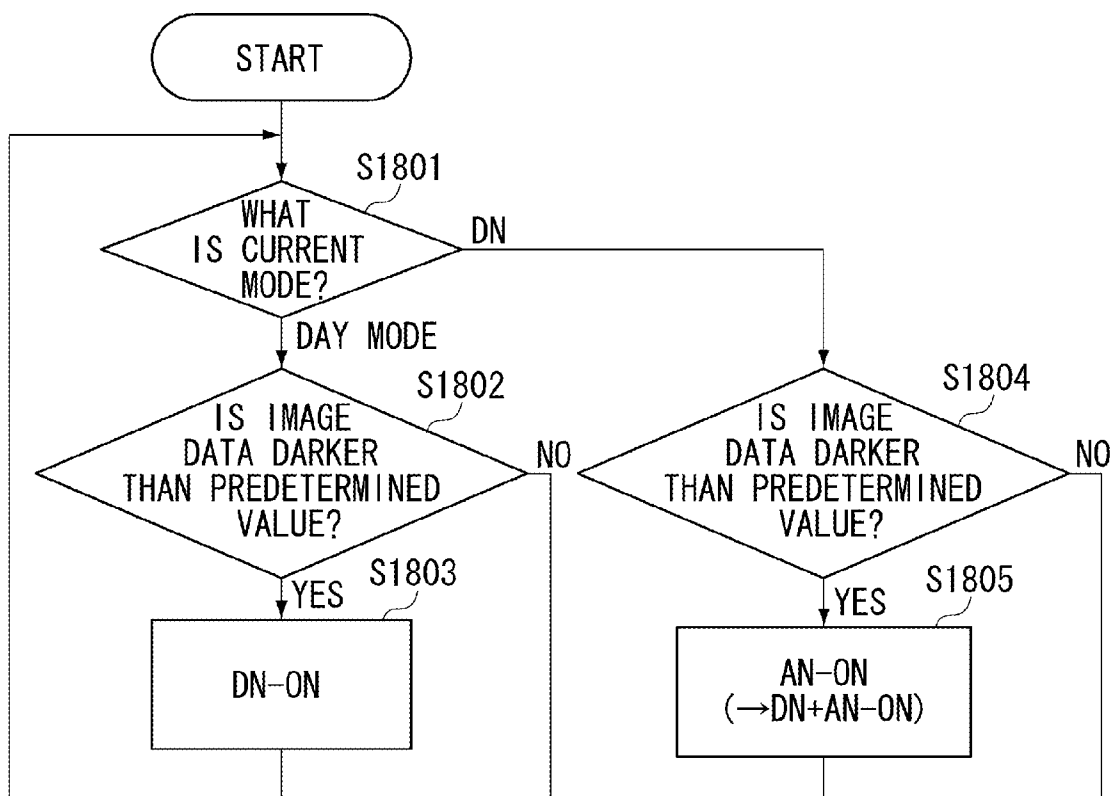 START
S1801
WHAT
IS CURRENT
MODE?
DN
DAY MODE
S1802
IS IMAGE
DATA DARKER
THAN PREDETERMINED
VALUE?
NO
YES
S1803
DN-ON
S1804
IS IMAGE
DATA DARKER
THAN PREDETERMINED
VALUE?
NO
YES
S1805
AN-ON
(→DN+AN-ON)